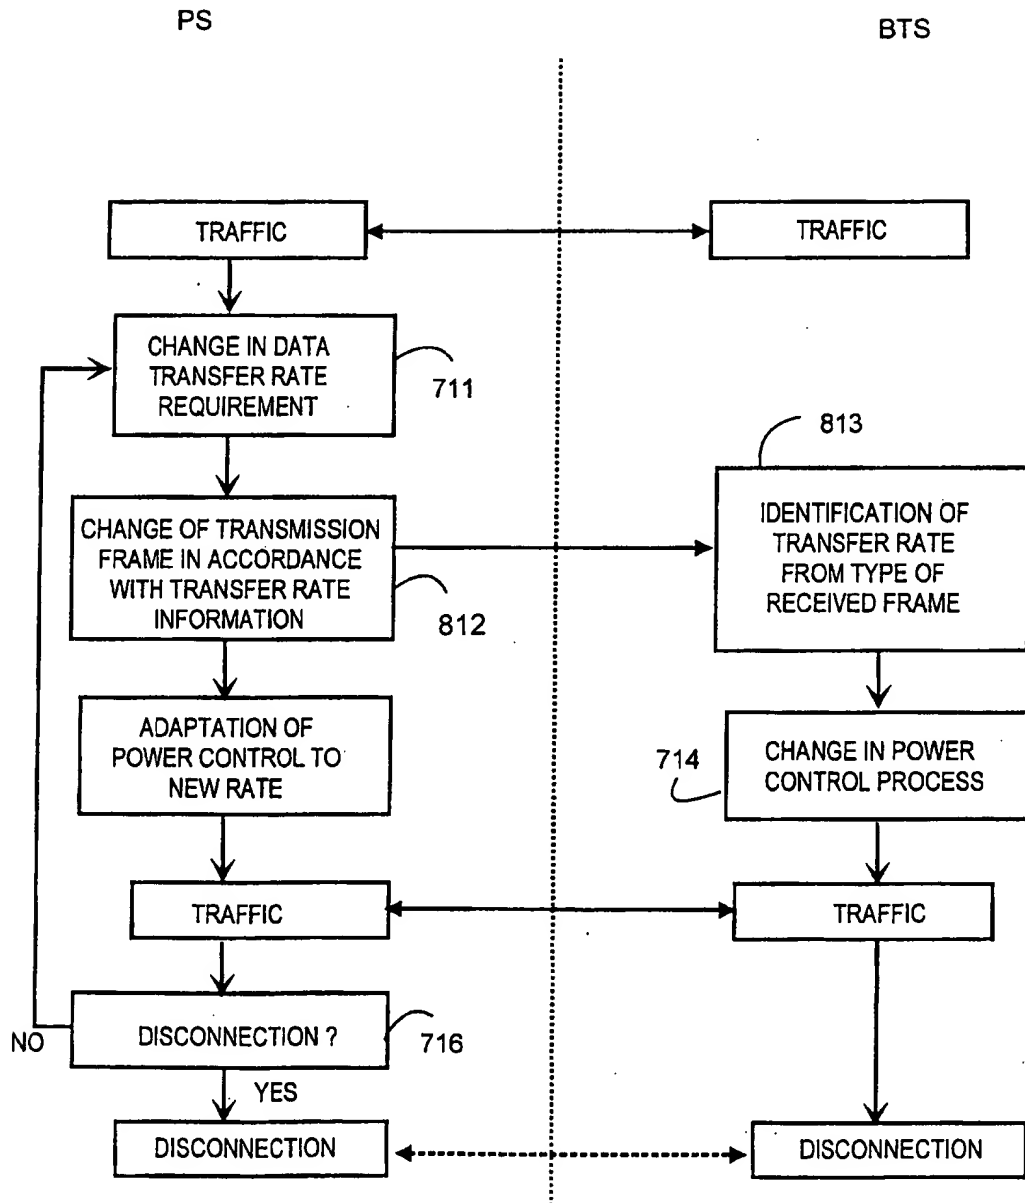 PS
BTS
TRAFFIC
TRAFFIC
CHANGE IN DATA
TRANSFER RATE
REQUIREMENT
711
813
CHANGE OF TRANSMISSION
FRAME IN ACCORDANCE
WITH TRANSFER RATE
INFORMATION
812
IDENTIFICATION OF
TRANSFER RATE
FROM TYPE OF
RECEIVED FRAME
ADAPTATION OF
POWER CONTROL TO
NEW RATE
714
CHANGE IN POWER
CONTROL PROCESS
TRAFFIC
TRAFFIC
DISCONNECTION ?
716
NO
YES
DISCONNECTION
DISCONNECTION